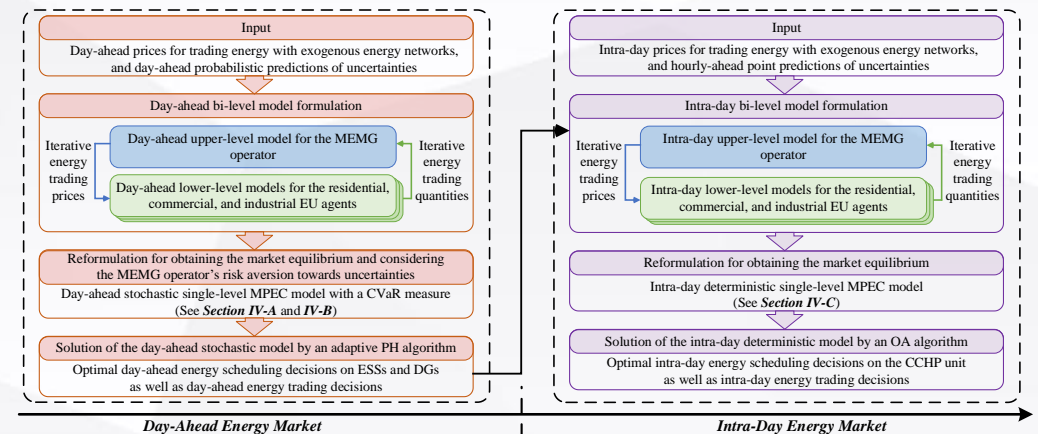 Input
Day-ahead prices for trading energy with exogenous energy networks,
and day-ahead probabilistic predictions of uncertainties
Day-ahead bi-level model formulation
Iterative
energy
trading
prices
Day-ahead upper-level model for the MEMG
operator
Day-ahead lower-level models for the residential,
commercial, and industrial EU agents
Iterative
energy
trading
quantities
Reformulation for obtaining the market equilibrium and considering
the MEMG operator's risk aversion towards uncertainties
Day-ahead stochastic single-level MPEC model with a CVaR measure
(See Section IV-A and IV-B)
Solution of the day-ahead stochastic model by an adaptive PH algorithm
Optimal day-ahead energy scheduling decisions on ESSs and DGs
as well as day-ahead energy trading decisions
Day-Ahead Energy Market
Input
Intra-day prices for trading energy with exogenous energy networks,
and hourly-ahead point predictions of uncertainties
Intra-day bi-level model formulation
Iterative
energy
trading
prices
Intra-day upper-level model for the MEMG
operator
Intra-day lower-level models for the residential,
commercial, and industrial EU agents
Iterative
energy
trading
quantities
Reformulation for obtaining the market equilibrium
Intra-day deterministic single-level MPEC model
(See Section IV-C)
Solution of the intra-day deterministic model by an OA algorithm
Optimal intra-day energy scheduling decisions on the CCHP unit
as well as intra-day energy trading decisions
Intra-Day Energy Market